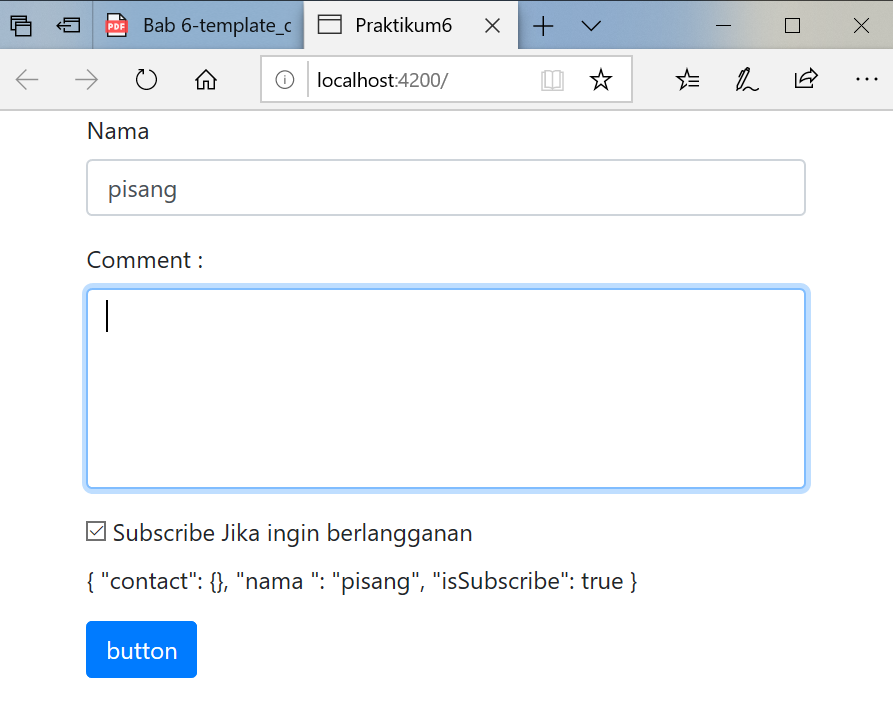 PDF Bab 6-template_c Praktikum6
localhost:4200/
Nama
pisang
Comment :
Subscribe Jika ingin berlangganan
{ "contact": {}, "nama ": "pisang", "isSubscribe": true }
button